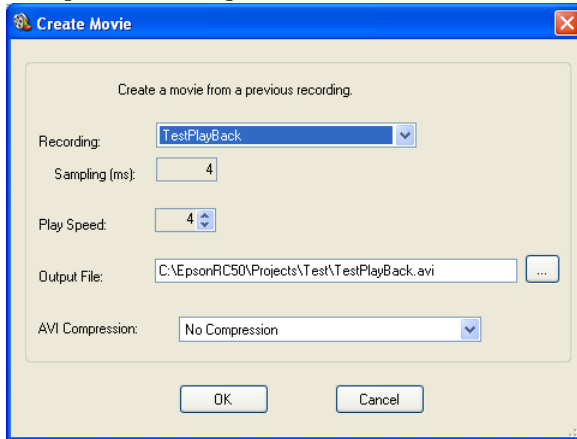 Create Movie
Create a movie from a previous recording.
Recording: TestPlayBack
Sampling (ms): 4
Play Speed: 4
Output File: C:\EpsonRC50\Projects\Test\TestPlayBack.avi ...
AVI Compression: No Compression
OK Cancel